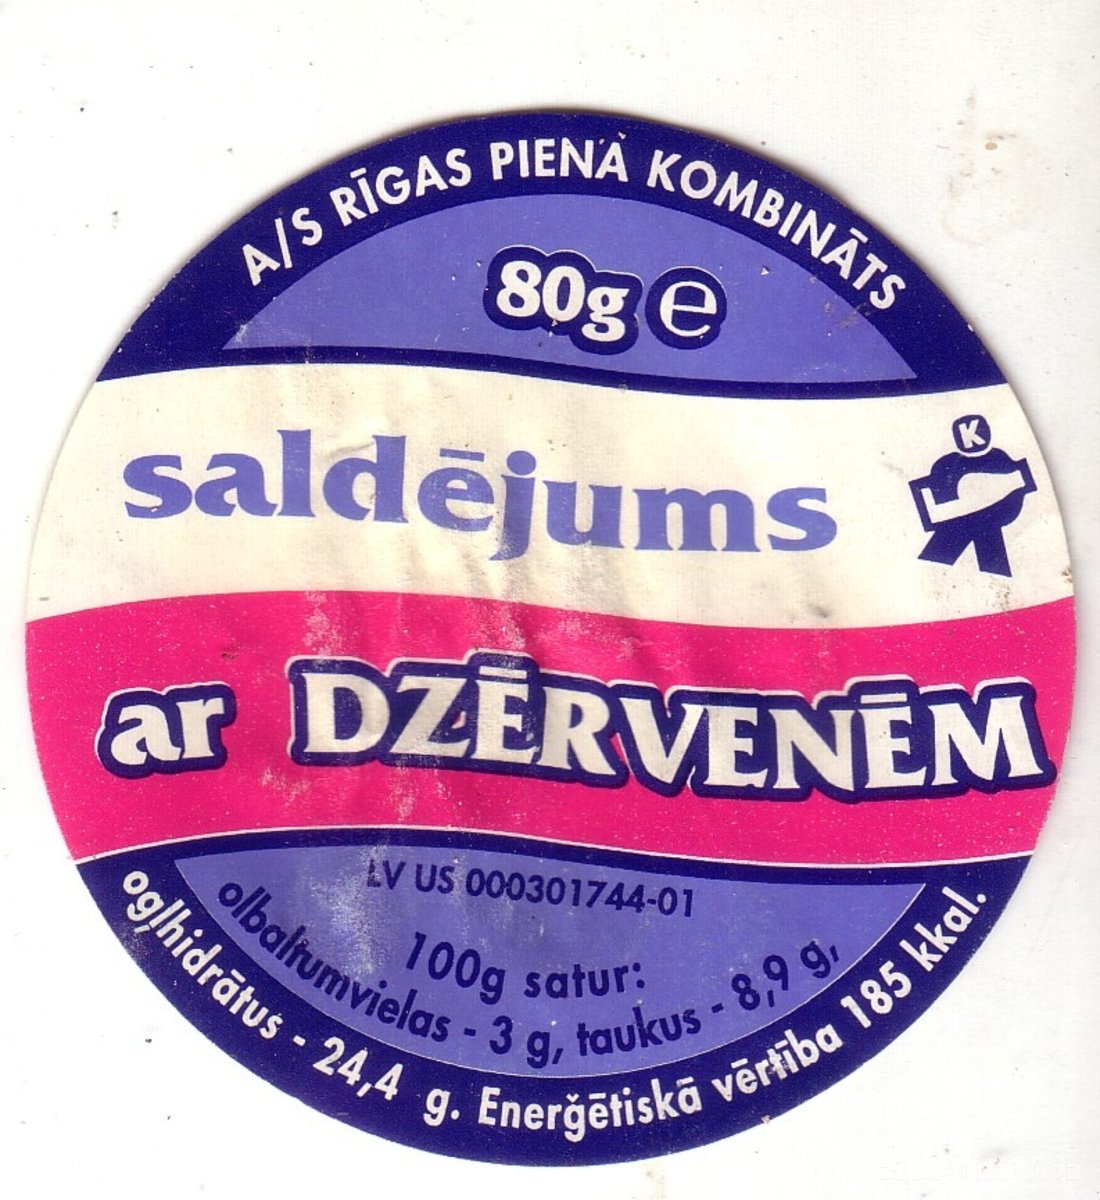 A/S RĪGAS PIENA KOMBINĀTS
80g e
K
saldējums
ar DZĒRVENĒM
LV US 000301744-01
100g satur:
olbaltumvielas - 3 g, taukus - 8,9 g,
ogļhidrātus - 24,4 g. Enerģētiskā vērtība 185 kkal.